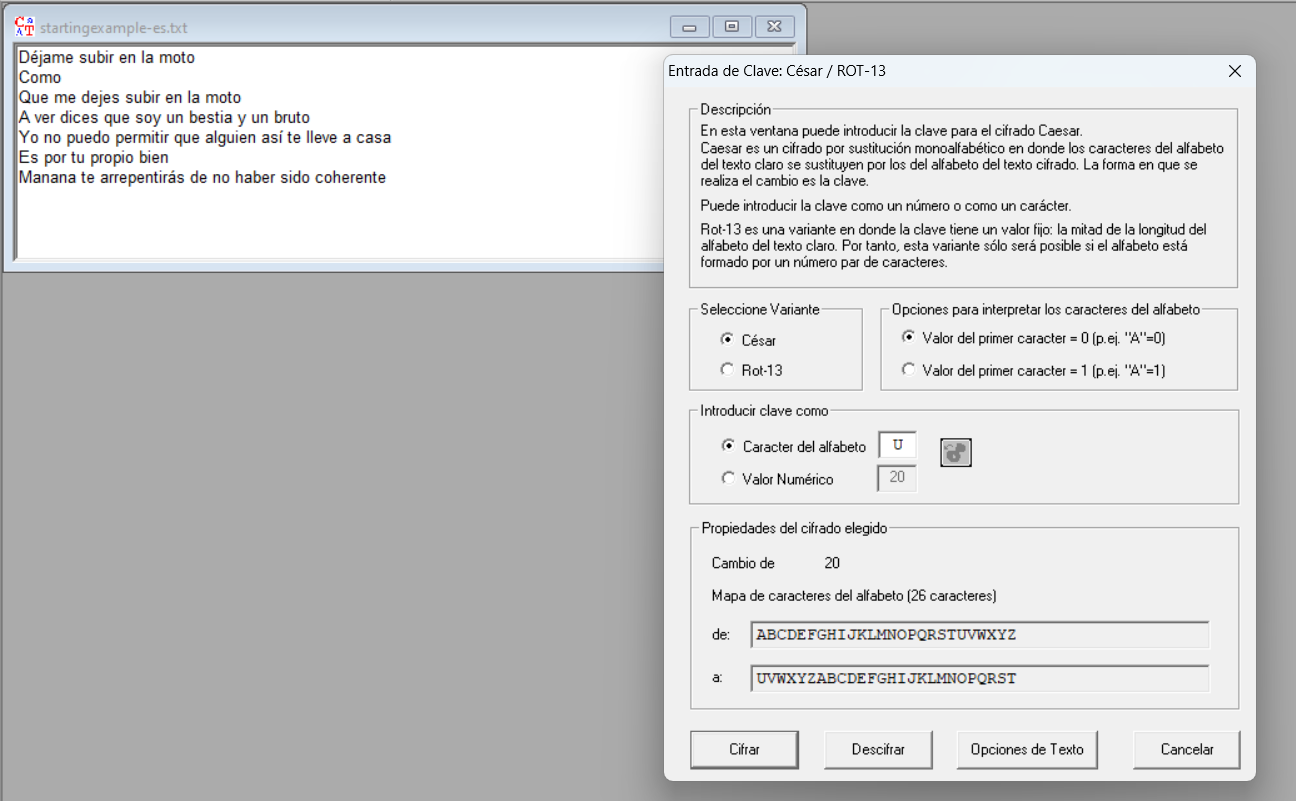 startingexample-es.txt
Déjame subir en la moto
Como
Que me dejes subir en la moto
A ver dices que soy un bestia y un bruto
Yo no puedo permitir que alguien así te lleve a casa
Es por tu propio bien
Manana te arrepentirás de no haber sido coherente
Entrada de Clave: César / ROT-13
Descripción
En esta ventana puede introducir la clave para el cifrado Caesar.
Caesar es un cifrado por sustitución monoalfabético en donde los caracteres del alfabeto
del texto claro se sustituyen por los del alfabeto del texto cifrado. La forma en que se
realiza el cambio es la clave.
Puede introducir la clave como un número o como un carácter.
Rot-13 es una variante en donde la clave tiene un valor fijo: la mitad de la longitud del
alfabeto del texto claro. Por tanto, esta variante sólo será posible si el alfabeto está
formado por un número par de caracteres.
Seleccione Variante
César
Rot-13
Opciones para interpretar los caracteres del alfabeto
Valor del primer caracter = 0 (p.ej. "A"=0)
Valor del primer caracter = 1 (p.ej. "A"=1)
Introducir clave como
Caracter del alfabeto U
Valor Numérico 20
Propiedades del cifrado elegido
Cambio de 20
Mapa de caracteres del alfabeto (26 caracteres)
de: ABCDEFGHIJKLMNOPQRSTUVWXYZ
a: UVWXYZABCDEFGHIJKLMNOPQRST
Cifrar Descifrar Opciones de Texto Cancelar